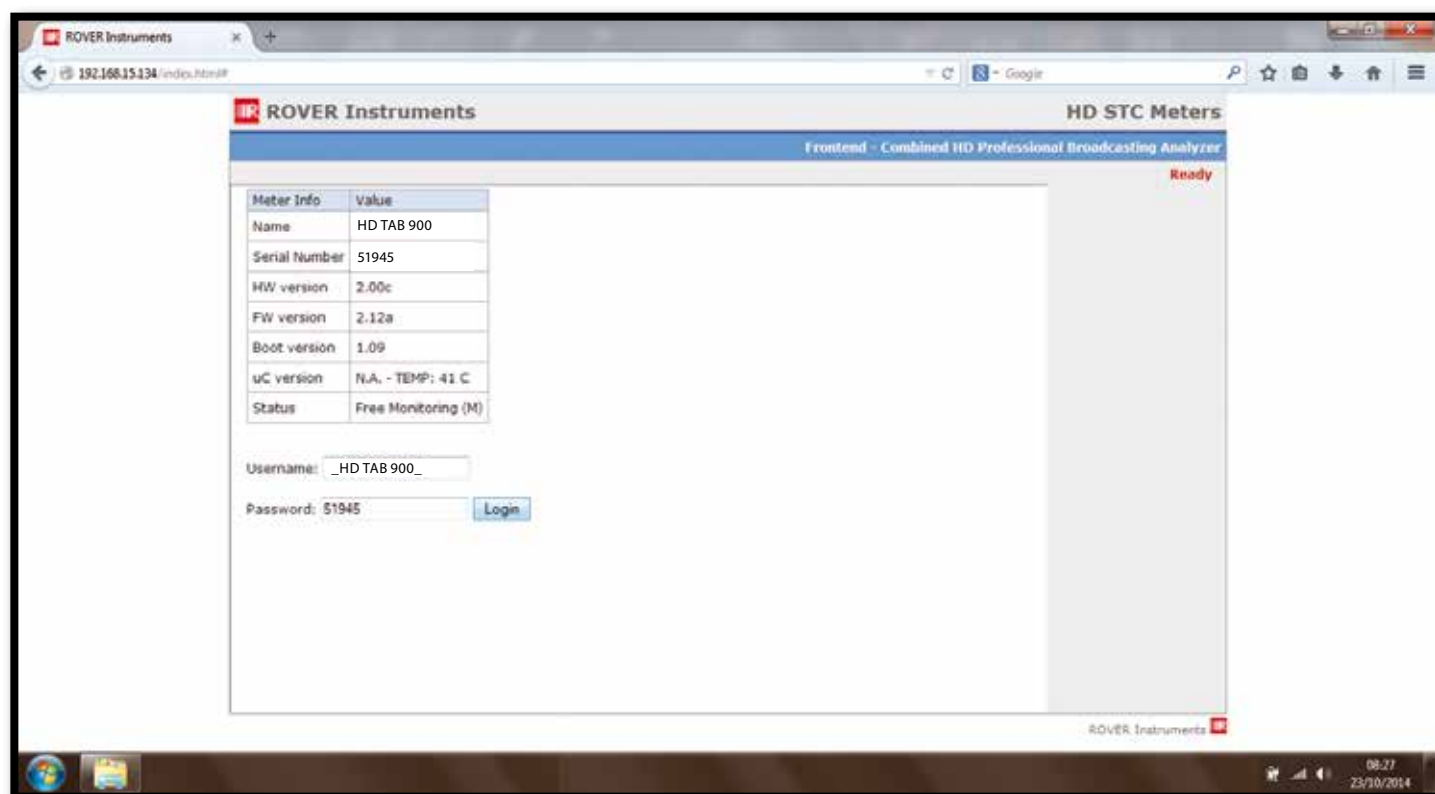 ROVER Instruments
192.168.15.134/index.html#
Google
ROVER Instruments
HD STC Meters
Frontend - Combined HD Professional Broadcasting Analyzer
Ready
Meter Info Value
Name HD TAB 900
Serial Number 51945
HW version 2.00c
FW version 2.12a
Boot version 1.09
uC version N.A. - TEMP: 41 C
Status Free Monitoring (M)
Username: _HD TAB 900_
Password: 51945 Login
ROVER Instruments
08:27
23/10/2014